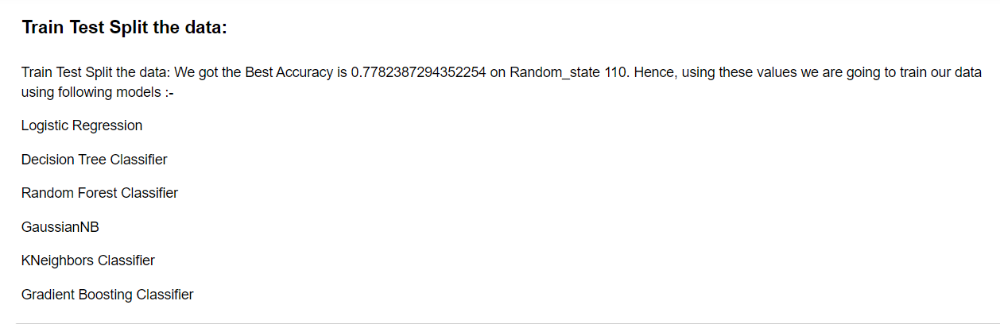 Train Test Split the data:
Train Test Split the data: We got the Best Accuracy is 0.7782387294352254 on Random_state 110. Hence, using these values we are going to train our data
using following models :-
Logistic Regression
Decision Tree Classifier
Random Forest Classifier
GaussianNB
KNeighbors Classifier
Gradient Boosting Classifier